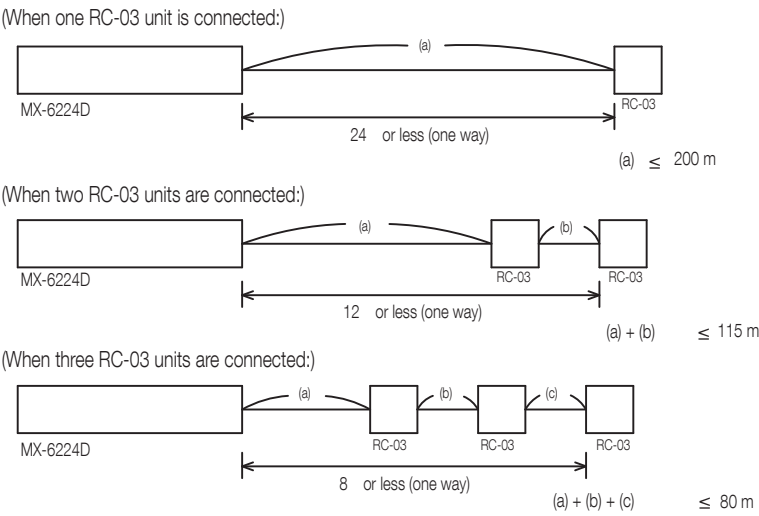 (When one RC-03 unit is connected:)
(a)
MX-6224D
RC-03
24 or less (one way)
(a) ≤ 200 m
(When two RC-03 units are connected:)
(a) (b)
MX-6224D
RC-03 RC-03
12 or less (one way)
(a) + (b) ≤ 115 m
(When three RC-03 units are connected:)
(a) (b) (c)
MX-6224D
RC-03 RC-03 RC-03
8 or less (one way)
(a) + (b) + (c) ≤ 80 m